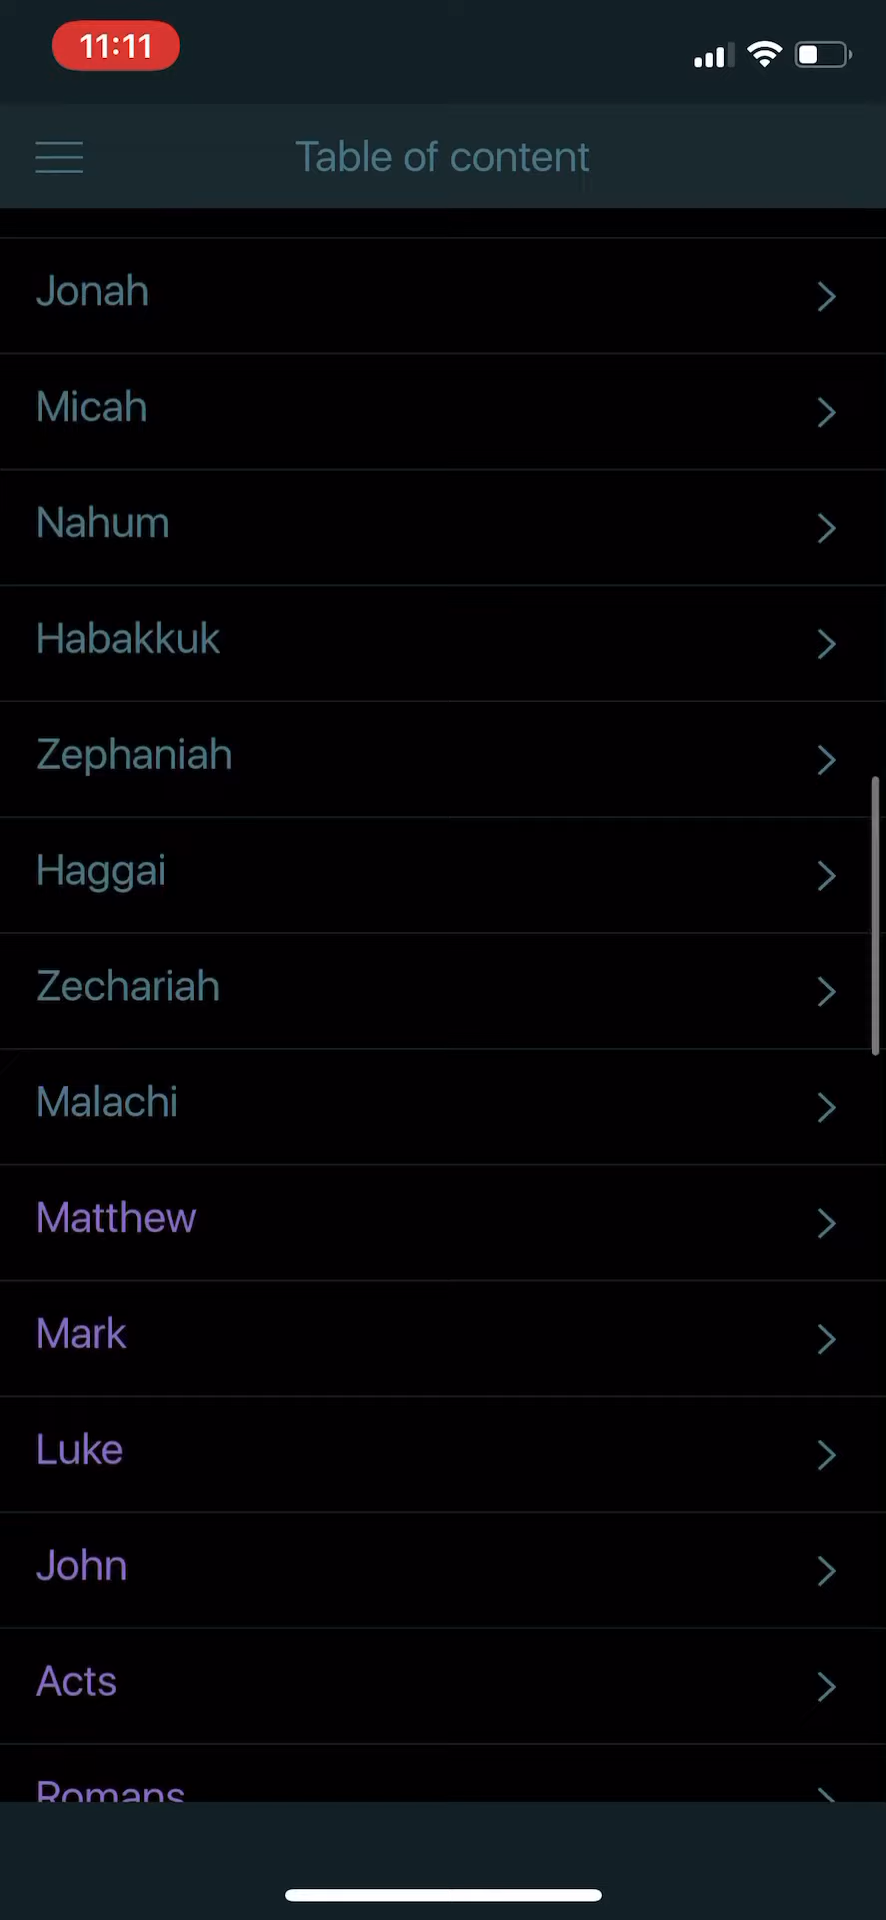 11:11
Table of content
Jonah
Micah
Nahum
Habakkuk
Zephaniah
Haggai
Zechariah
Malachi
Matthew
Mark
Luke
John
Acts
Romans